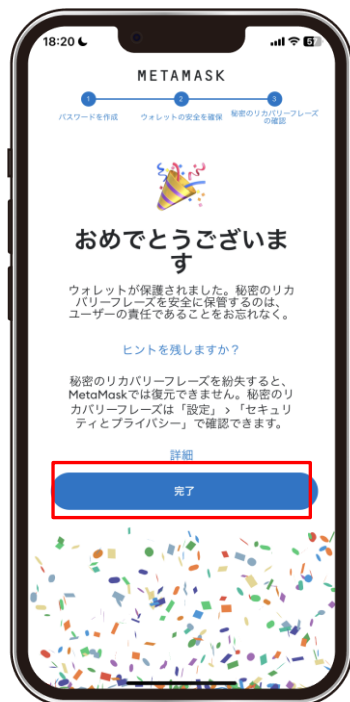 18:20
METAMASK
1
2
3
パスワードを作成
ウォレットの安全を確保
秘密のリカバリーフレーズ
の確認
おめでとうございま
す
ウォレットが保護されました。秘密のリカ
バリーフレーズを安全に保管するのは、
ユーザーの責任であることをお忘れなく。
ヒントを残しますか？
秘密のリカバリーフレーズを紛失すると、
MetaMaskでは復元できません。秘密のリ
カバリーフレーズは「設定」>「セキュリ
ティとプライバシー」で確認できます。
詳細
完了